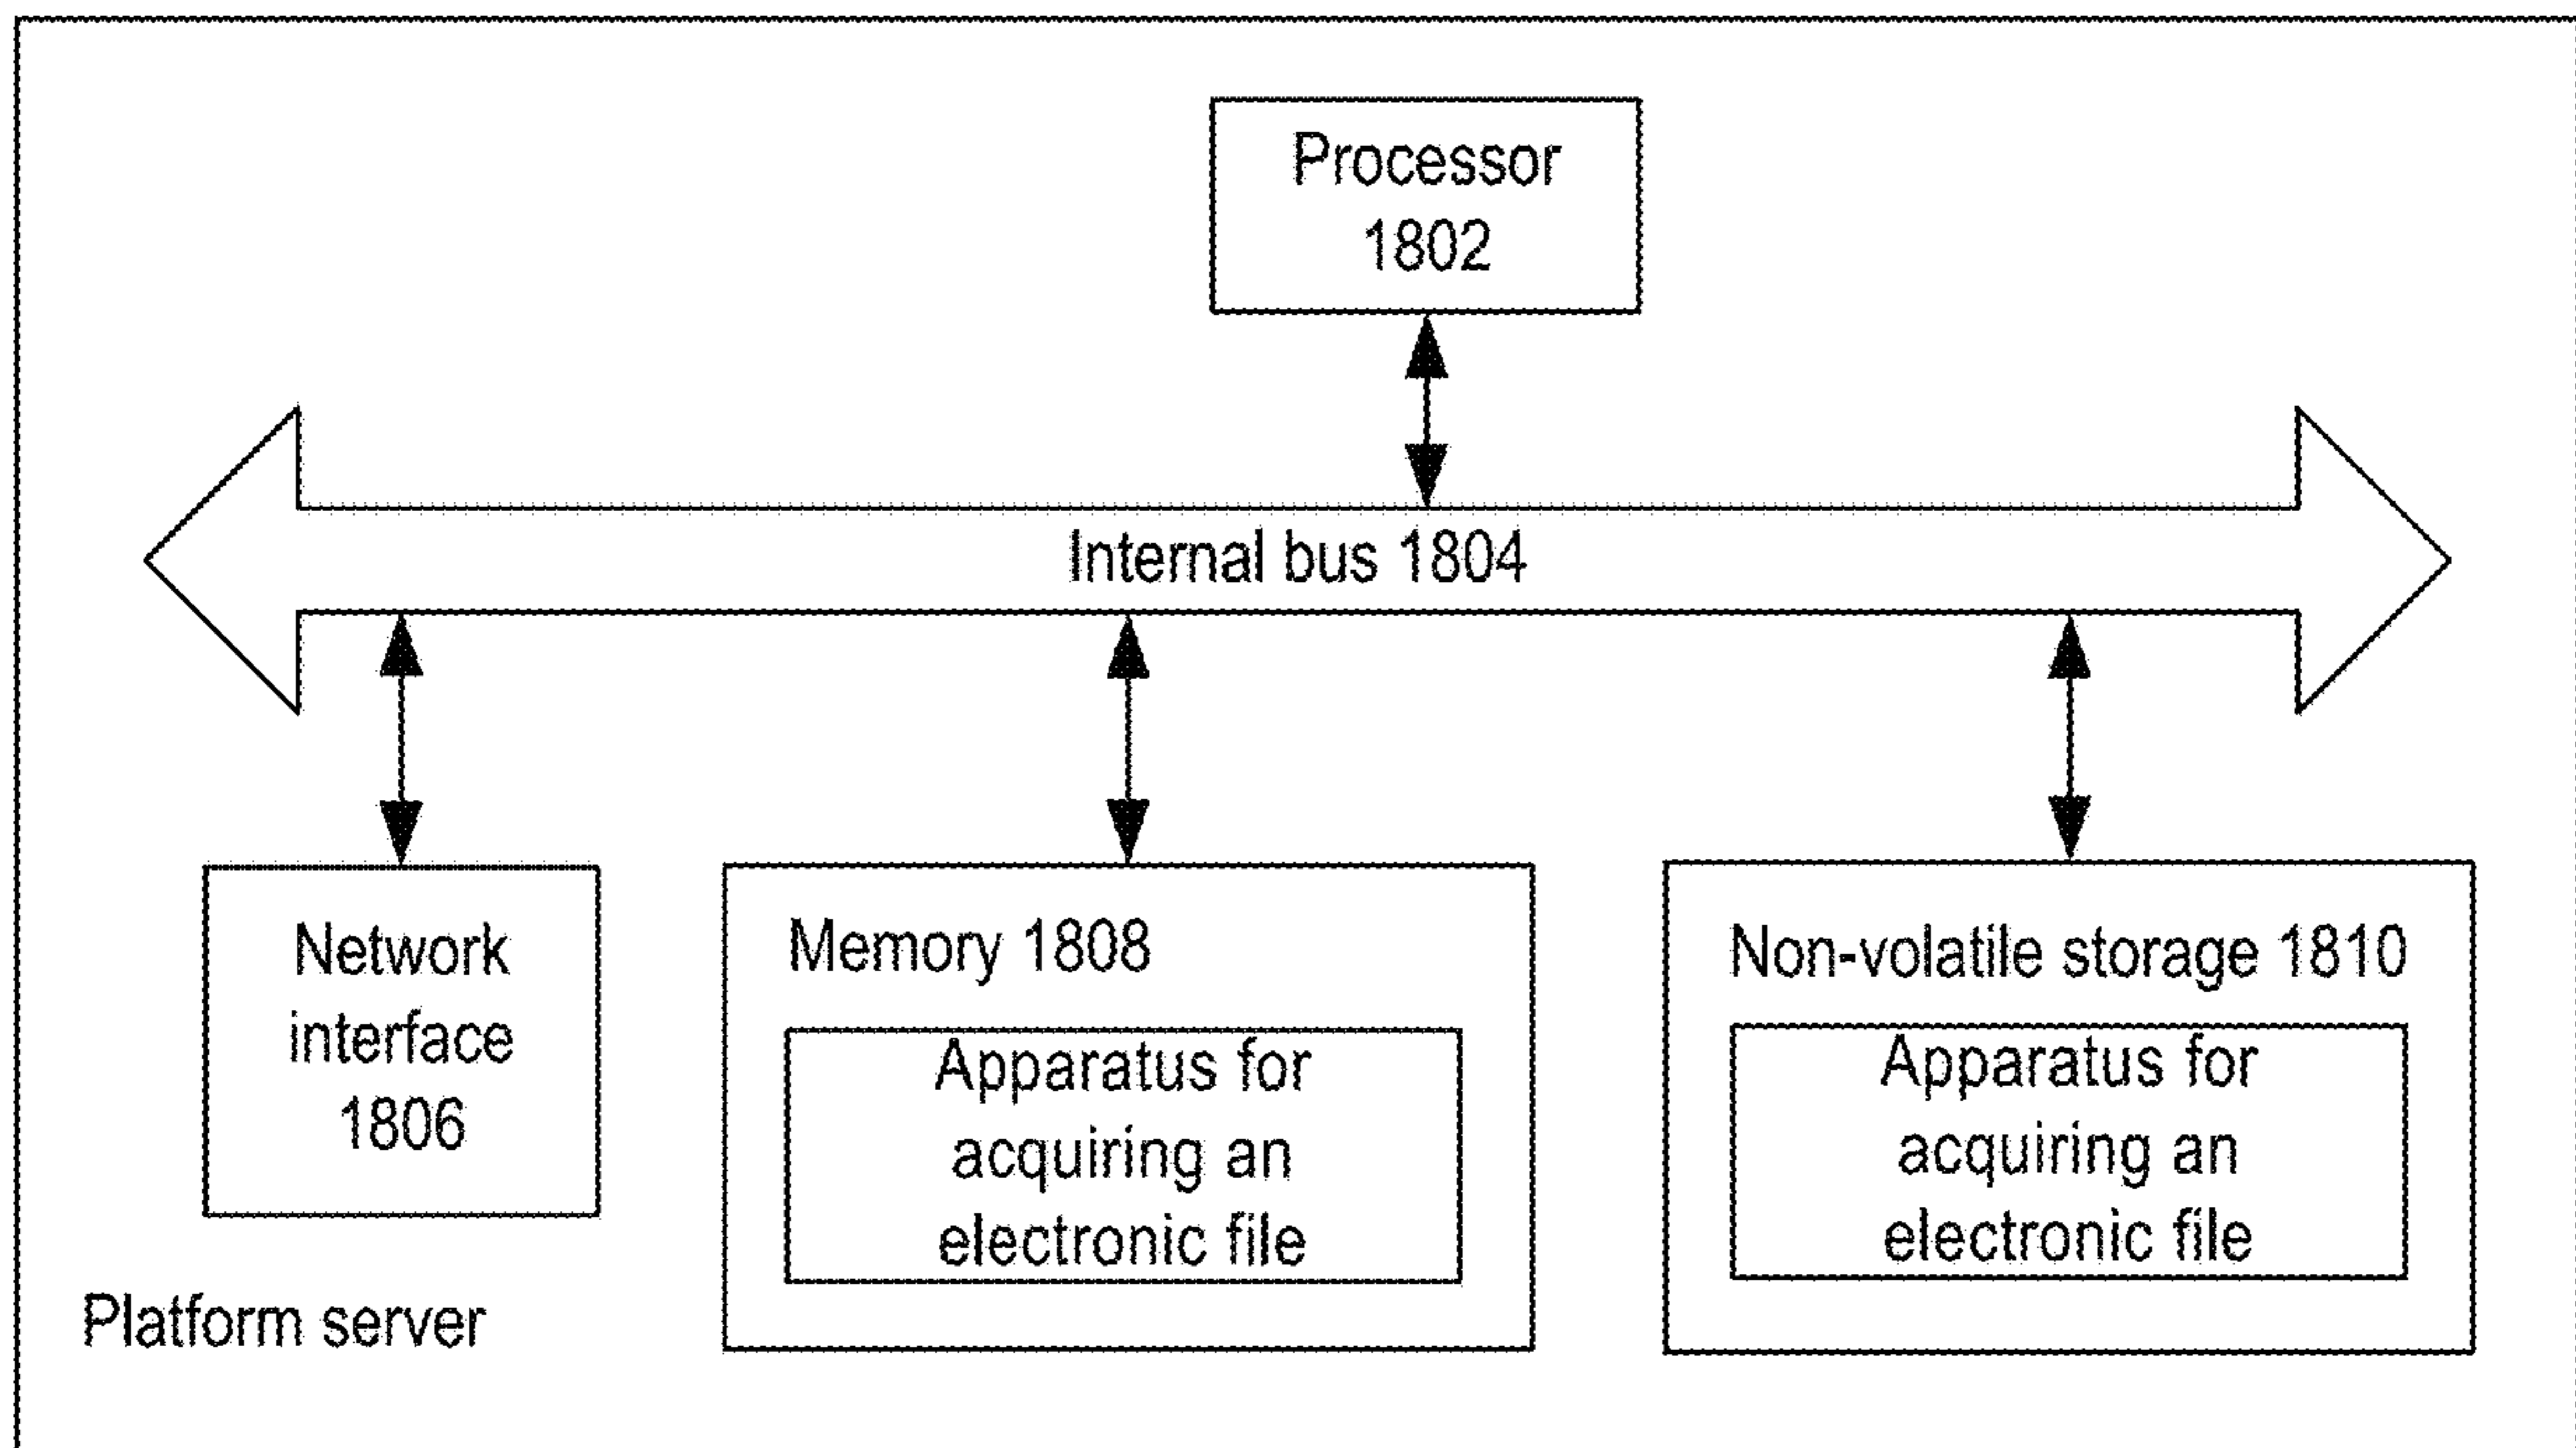 Processor
1802
Internal bus 1804
Network
interface
1806
Memory 1808
Apparatus for
acquiring an
electronic file
Non-volatile storage 1810
Apparatus for
acquiring an
electronic file
Platform server